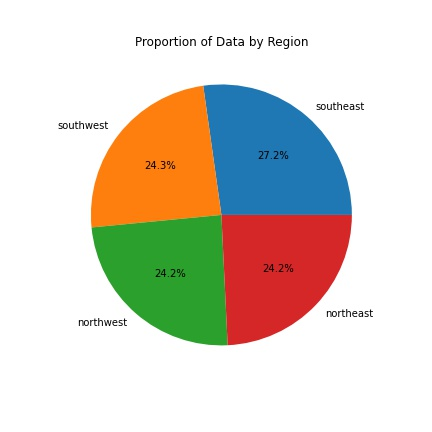 Proportion of Data by Region
southeast
southwest
27.2%
24.3%
24.2%
24.2%
northeast
northwest